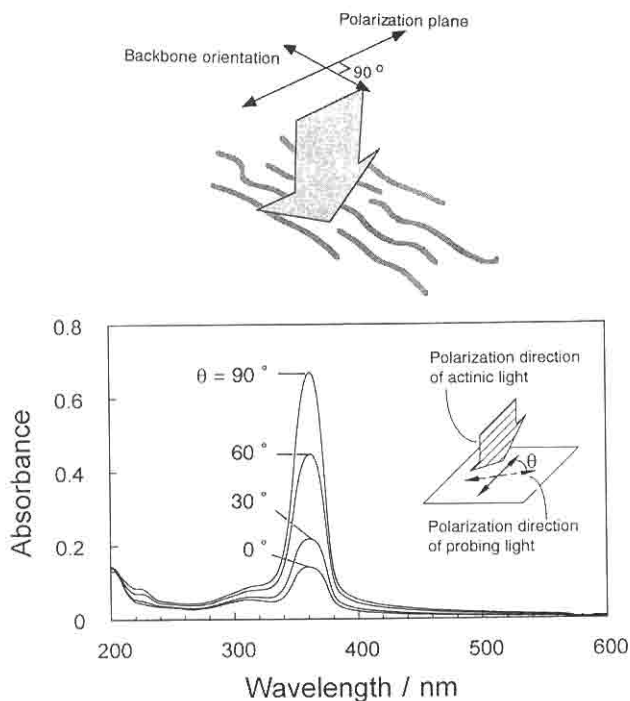 Polarization plane
Backbone orientation
90°
0.8
0.6
0.4
0.2
0
Absorbance
θ = 90°
60°
30°
0°
Polarization direction
of actinic light
θ
Polarization direction
of probing light
200
300
400
500
600
Wavelength / nm